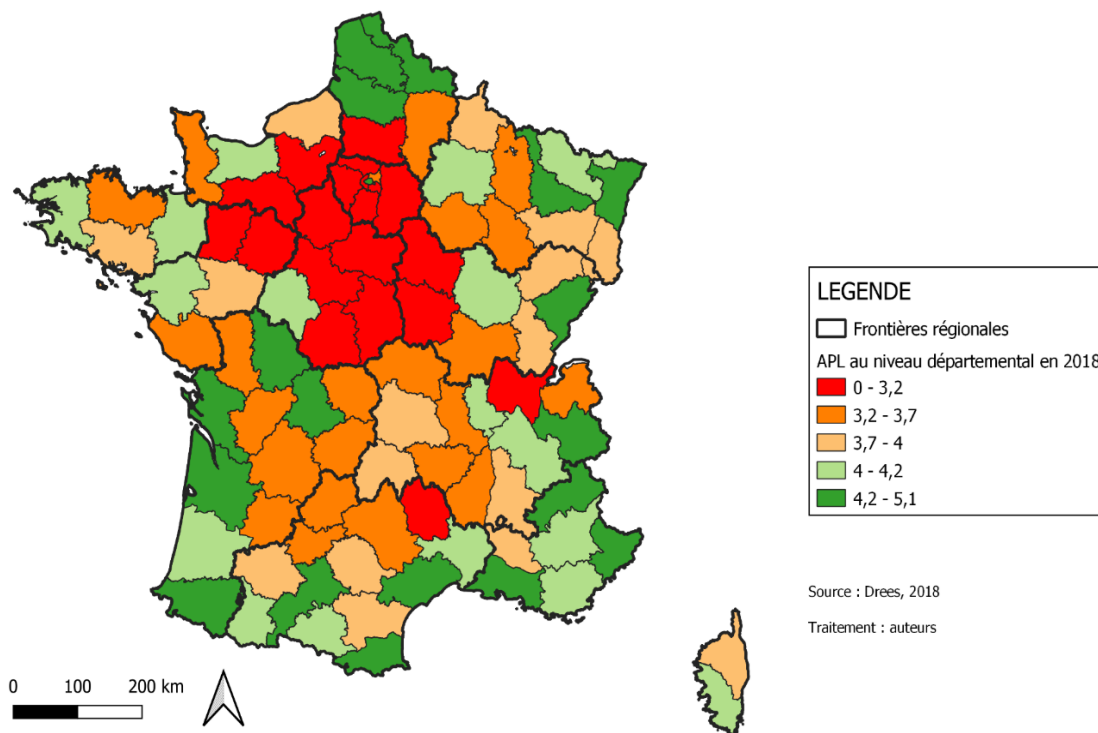 LEGENDE
Frontières régionales
APL au niveau départemental en 2018
0 - 3,2
3,2 - 3,7
3,7 - 4
4 - 4,2
4,2 - 5,1
Source : Drees, 2018
Traitement : auteurs
0 100 200 km